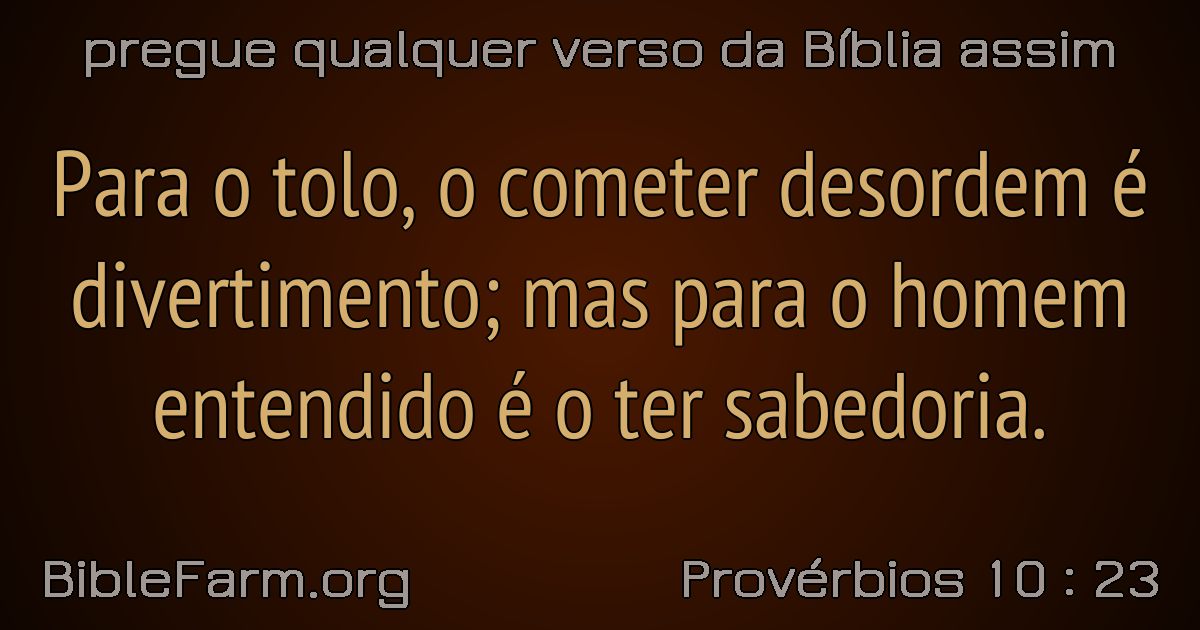 pregue qualquer verso da Bíblia assim
Para o tolo, o cometer desordem é
divertimento; mas para o homem
entendido é o ter sabedoria.
BibleFarm.org
Provérbios 10 : 23